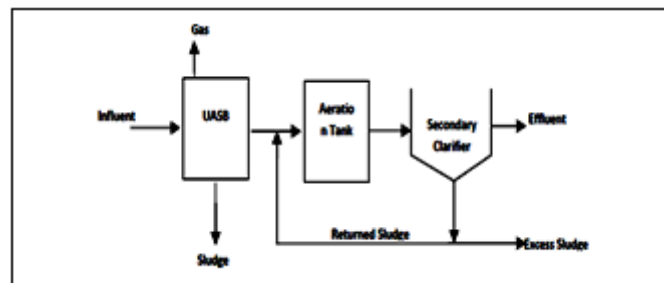 Gas
Influent
UASB
Aeratio
n Tank
Secondary
Clarifier
Effluent
Returned Sludge
Excess Sludge
Sludge